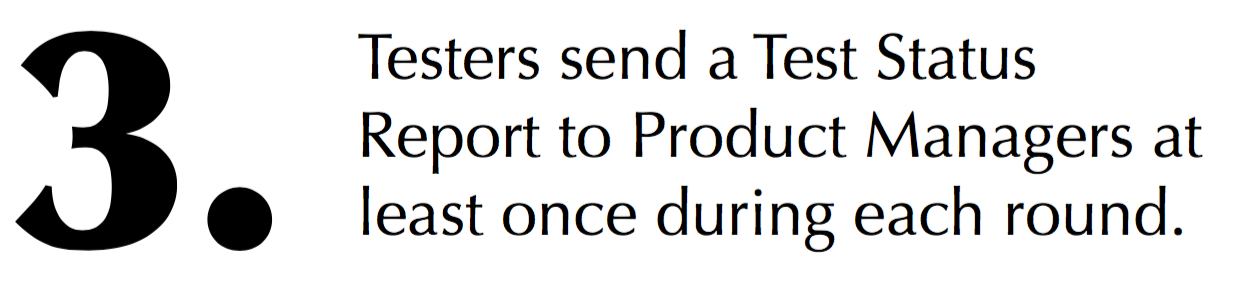 3.
Testers send a Test Status
Report to Product Managers at
least once during each round.